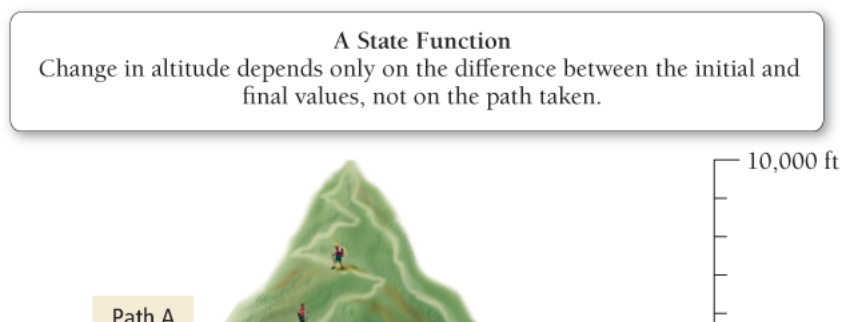 A State Function
Change in altitude depends only on the difference between the initial and
final values, not on the path taken.
10,000 ft
Path A